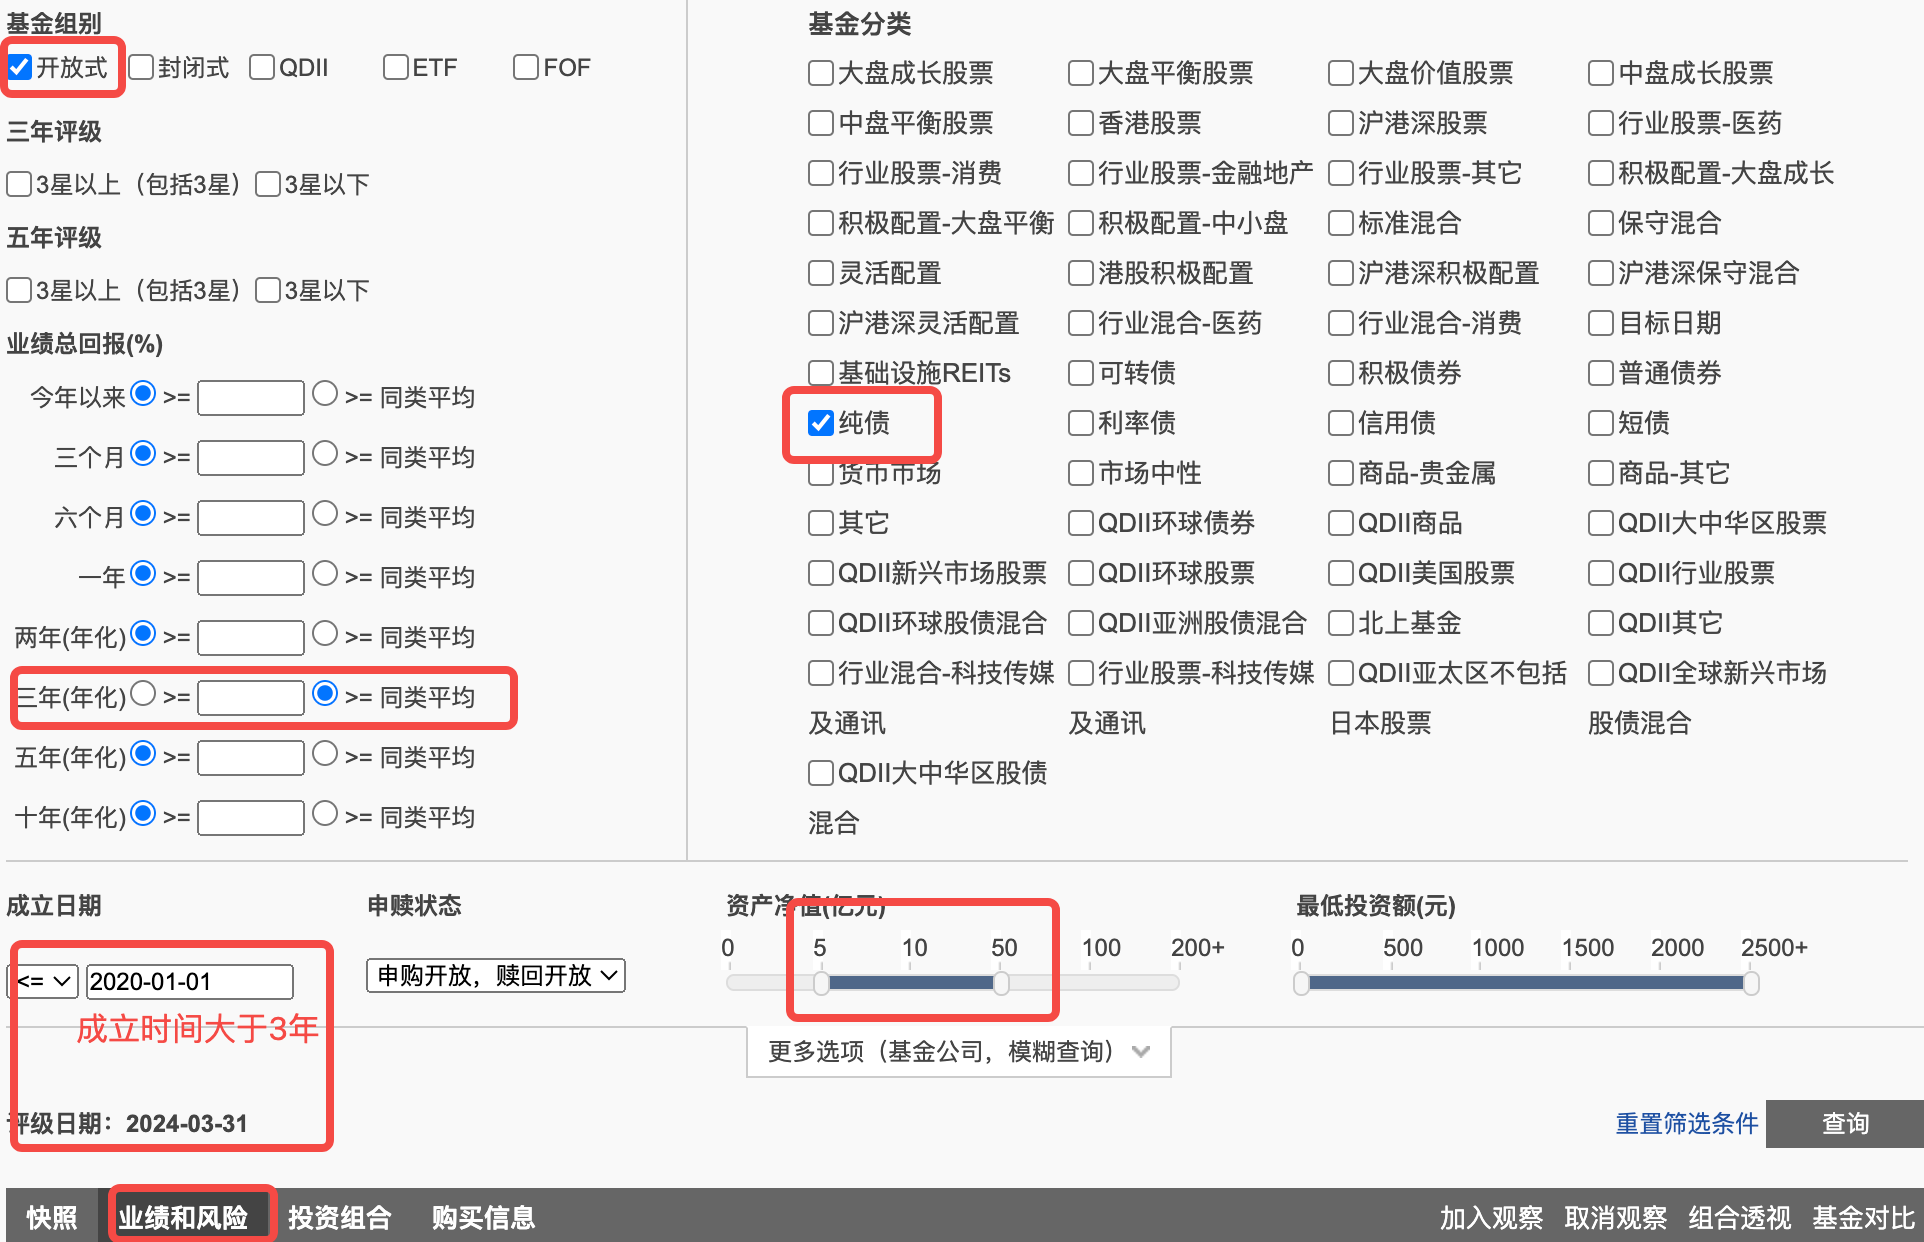 基金组别
开放式 封闭式 QDII ETF FOF
三年评级
3星以上（包括3星） 3星以下
五年评级
3星以上（包括3星） 3星以下
业绩总回报(%)
今年以来 >= >= 同类平均
三个月 >= >= 同类平均
六个月 >= >= 同类平均
一年 >= >= 同类平均
两年(年化) >= >= 同类平均
三年(年化) >= >= 同类平均
五年(年化) >= >= 同类平均
十年(年化) >= >= 同类平均
基金分类
大盘成长股票 大盘平衡股票 大盘价值股票 中盘成长股票
中盘平衡股票 香港股票 沪港深股票 行业股票-医药
行业股票-消费 行业股票-金融地产 行业股票-其它 积极配置-大盘成长
积极配置-大盘平衡 积极配置-中小盘 标准混合 保守混合
灵活配置 港股积极配置 沪港深积极配置 沪港深保守混合
沪港深灵活配置 行业混合-医药 行业混合-消费 目标日期
基础设施REITs 可转债 积极债券 普通债券
纯债 利率债 信用债 短债
货币市场 市场中性 商品-贵金属 商品-其它
其它 QDII环球债券 QDII商品 QDII大中华区股票
QDII新兴市场股票 QDII环球股票 QDII美国股票 QDII行业股票
QDII环球股债混合 QDII亚洲股债混合 北上基金 QDII其它
行业混合-科技传媒 行业股票-科技传媒 QDII亚太区不包括 QDII全球新兴市场
及通讯 及通讯 日本股票 股债混合
QDII大中华区股债
混合
成立日期 申赎状态 资产净值(亿元) 最低投资额(元)
0 5 10 50 100 200+ 0 500 1000 1500 2000 2500+
<= 2020-01-01 申购开放，赎回开放
成立时间大于3年
更多选项（基金公司，模糊查询）
评级日期：2024-03-31 重置筛选条件 查询
快照 业绩和风险 投资组合 购买信息 加入观察 取消观察 组合透视 基金对比